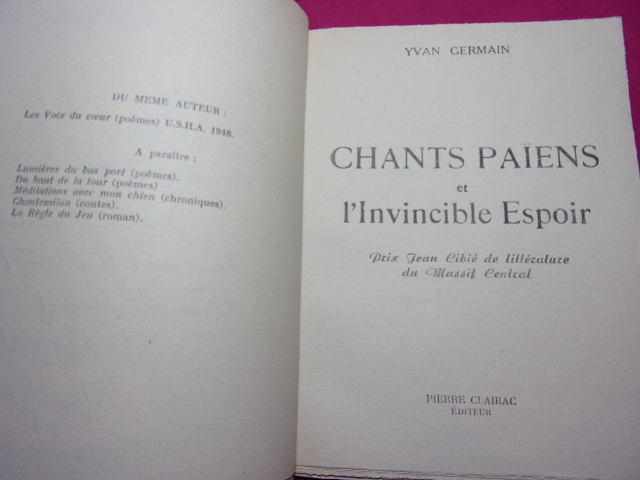 DU MEME AUTEUR :
Les Voix du cœur (poèmes) U.S.H.A. 1948.
A paraître :
Lumières du bas port (poèmes).
Du haut de la tour (poèmes)
Méditations avec mon chien (chroniques).
Chantemilan (contes).
La Règle du Jeu (roman).
YVAN GERMAIN
CHANTS PAÏENS
et
l'Invincible Espoir
Prix Jean Cibié de littérature
du Massif Central
PIERRE CLAIRAC
ÉDITEUR